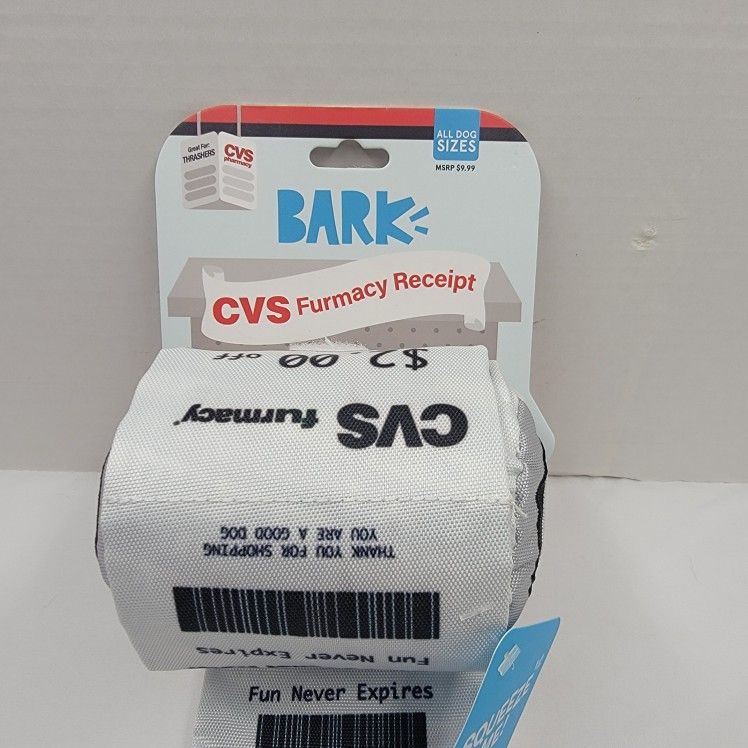 ALL DOG
SIZES
MSRP $9.99
Great For:
THRASHERS
CVS
pharmacy
BARK
CVS Furmacy Receipt
$2.00 off
CVS furmacy®
THANK YOU FOR SHOPPING
YOU ARE A GOOD DOG
Fun Never Expires
Fun Never Expires
SQUEEZE
ME!